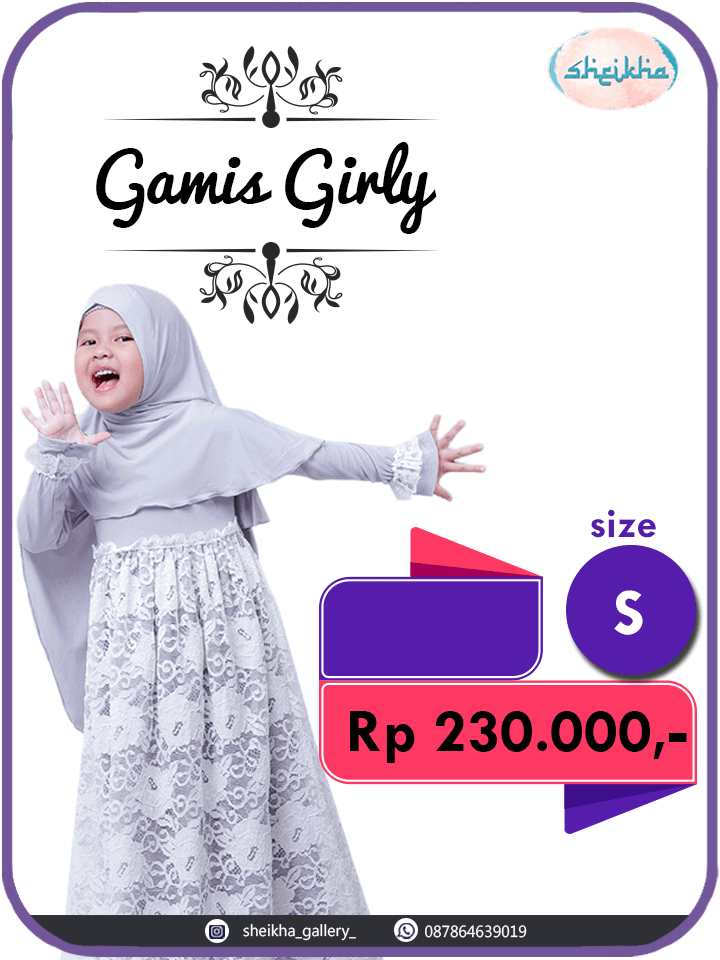 sheikha
Gamis Girly
size
S
Rp 230.000,-
sheikha_gallery_ 087864639019